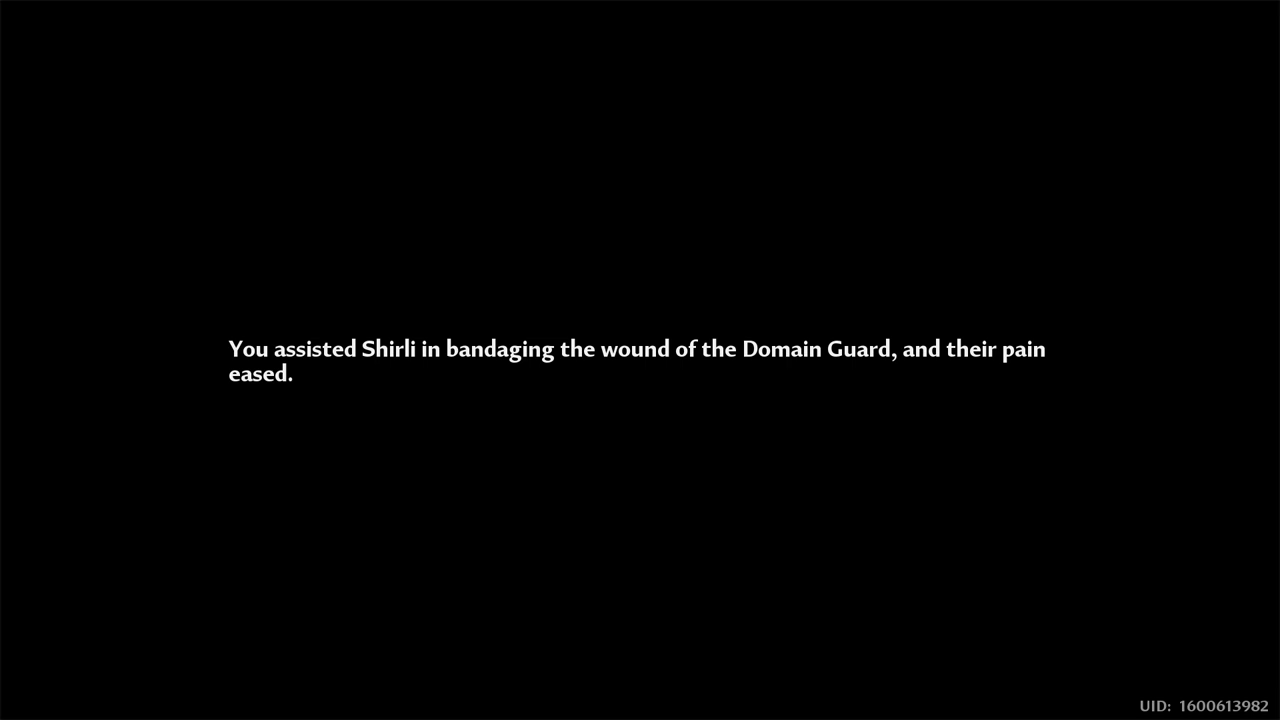 You assisted Shirli in bandaging the wound of the Domain Guard, and their pain
eased.
UID: 1600613982